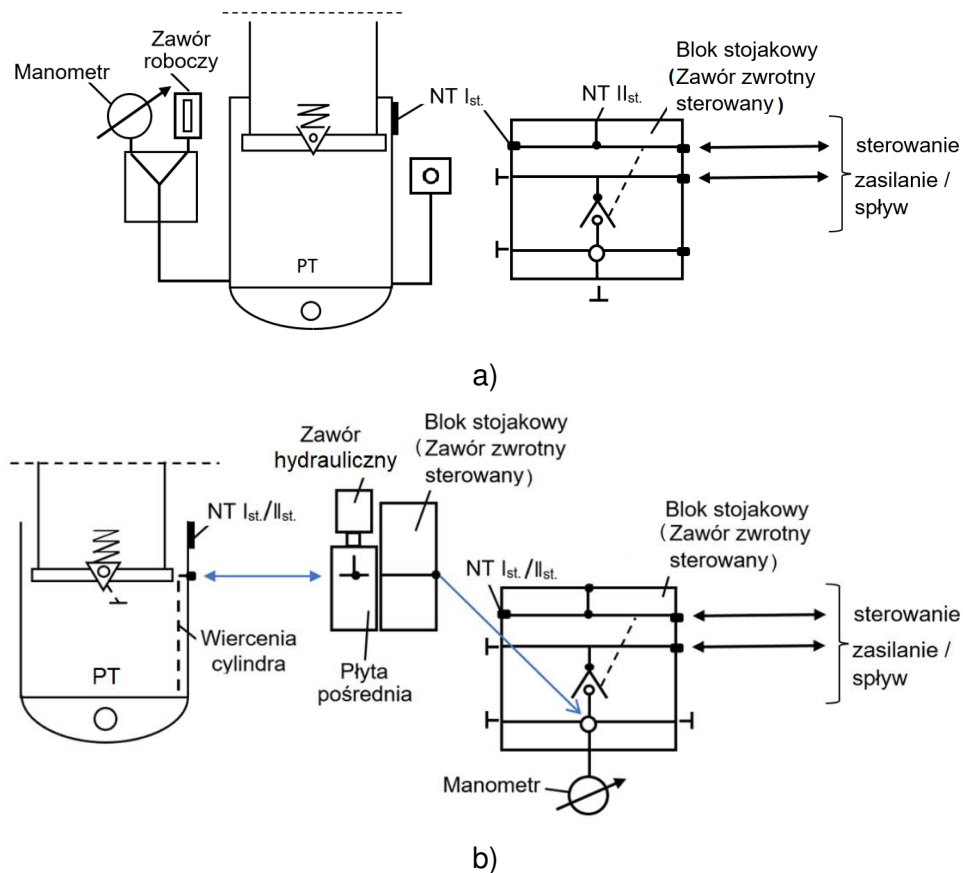 Zawór
roboczy
Manometr
NT Ist.
PT
Blok stojakowy
(Zawór zwrotny
sterowany)
NT IIst.
sterowanie
zasilanie /
spływ
a)
Blok stojakowy
(Zawór zwrotny
sterowany)
Zawór
hydrauliczny
NT Ist./IIst.
Wiercenia
cylindra
PT
Płyta
pośrednia
Blok stojakowy
(Zawór zwrotny
sterowany)
NT Ist./IIst.
sterowanie
zasilanie /
spływ
Manometr
b)